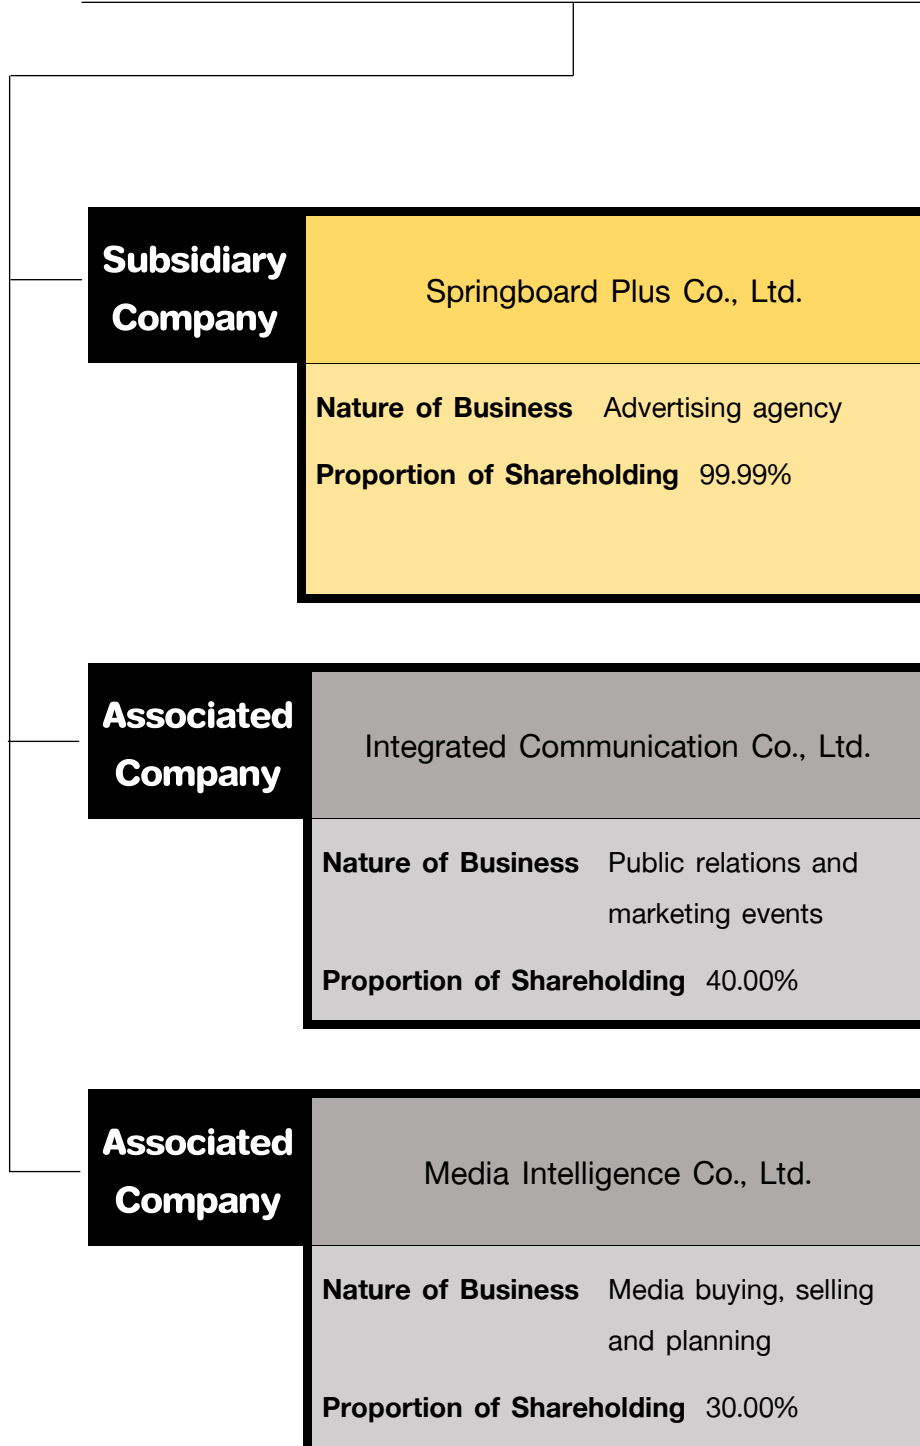 Subsidiary
Company
Springboard Plus Co., Ltd.
Nature of Business Advertising agency
Proportion of Shareholding 99.99%
Associated
Company
Integrated Communication Co., Ltd.
Nature of Business Public relations and
marketing events
Proportion of Shareholding 40.00%
Associated
Company
Media Intelligence Co., Ltd.
Nature of Business Media buying, selling
and planning
Proportion of Shareholding 30.00%